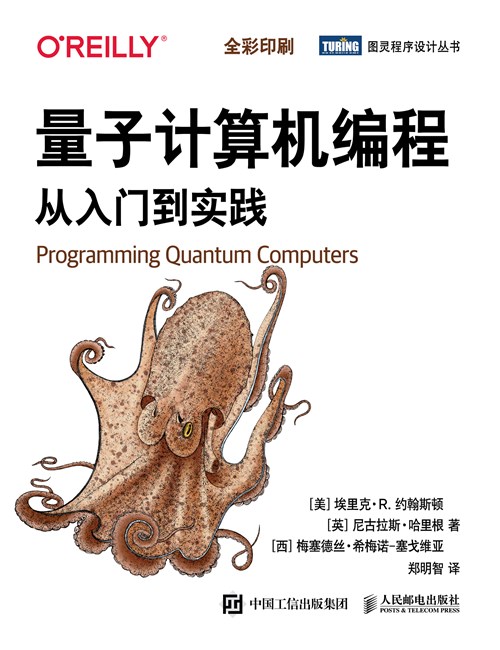 O'REILLY® 全彩印刷 TURING 图灵程序设计丛书
量子计算机编程
从入门到实践
Programming Quantum Computers
[美] 埃里克·R. 约翰斯顿
[英] 尼古拉斯·哈里根 著
[西] 梅塞德丝·希梅诺-塞戈维亚
郑明智 译
中国工信出版集团 人民邮电出版社
POSTS & TELECOM PRESS